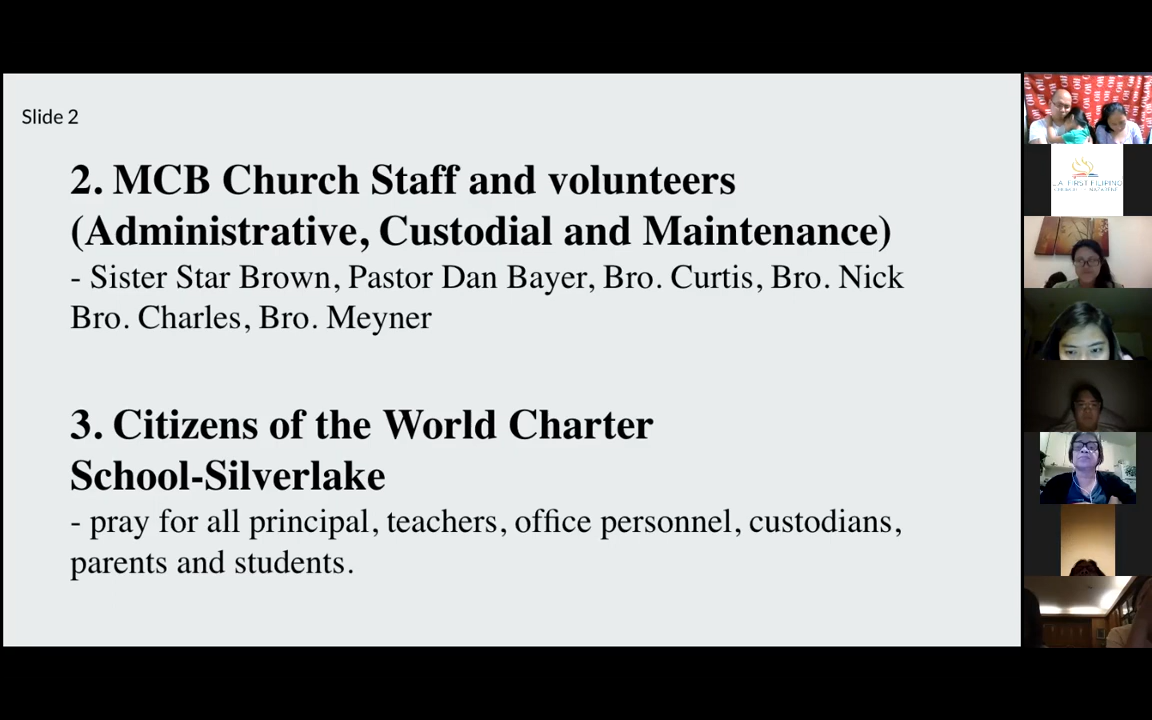 Slide 2
2. MCB Church Staff and volunteers
(Administrative, Custodial and Maintenance)
- Sister Star Brown, Pastor Dan Bayer, Bro. Curtis, Bro. Nick
Bro. Charles, Bro. Meyner
3. Citizens of the World Charter
School-Silverlake
- pray for all principal, teachers, office personnel, custodians,
parents and students.
FIRST FILIPINO